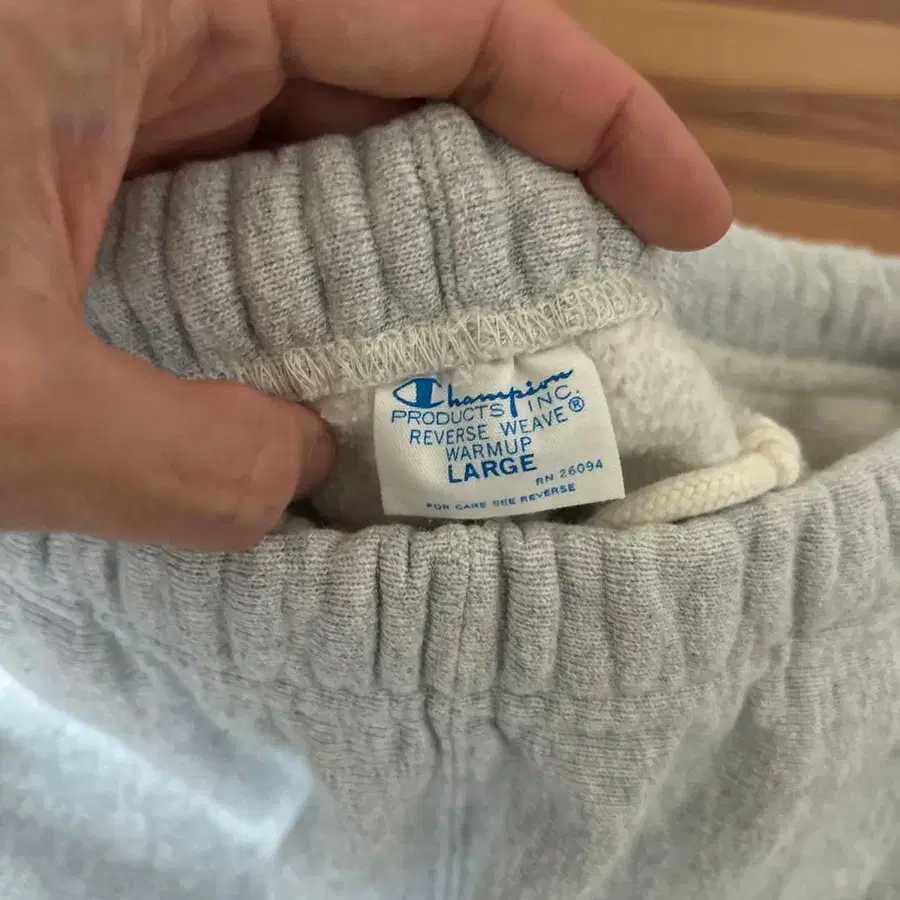 Champion
PRODUCTS INC.
REVERSE WEAVE®
WARMUP
LARGE
RN 26094
FOR CARE SEE REVERSE